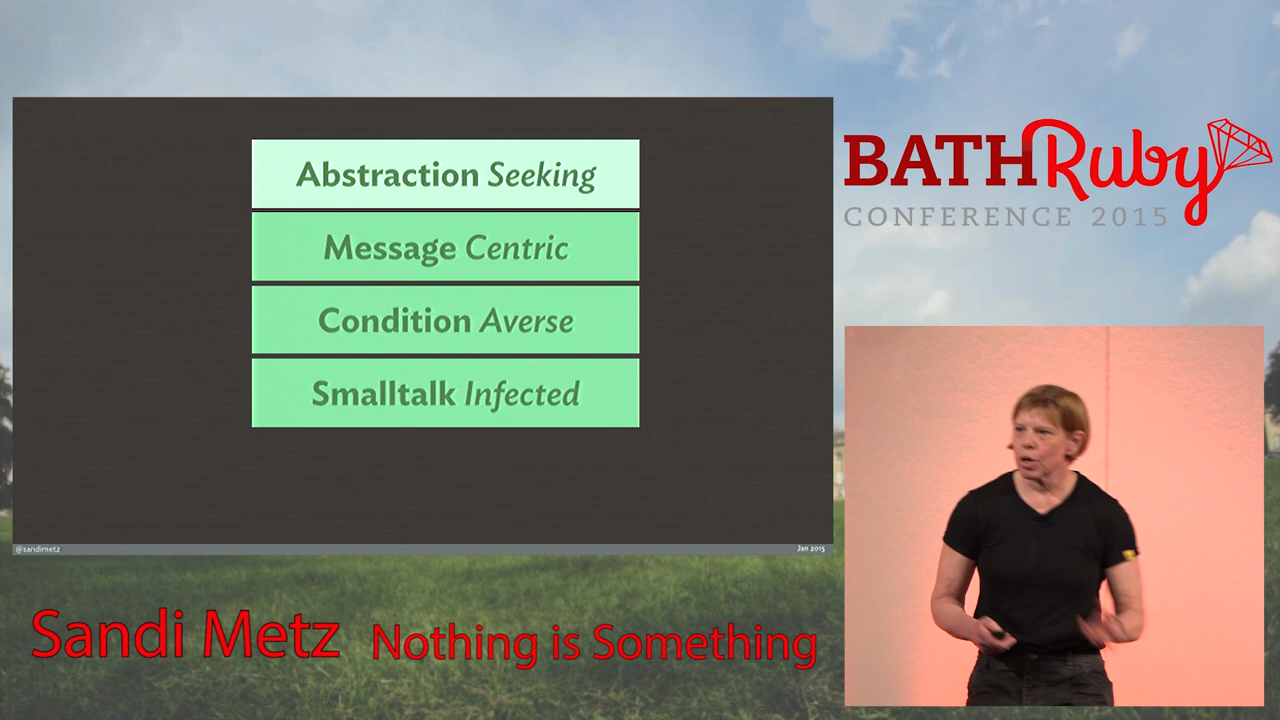 Abstraction Seeking
Message Centric
Condition Averse
Smalltalk Infected
@sandimetz
Jan 2015
BATHRuby
CONFERENCE 2015
Sandi Metz
Nothing is Something